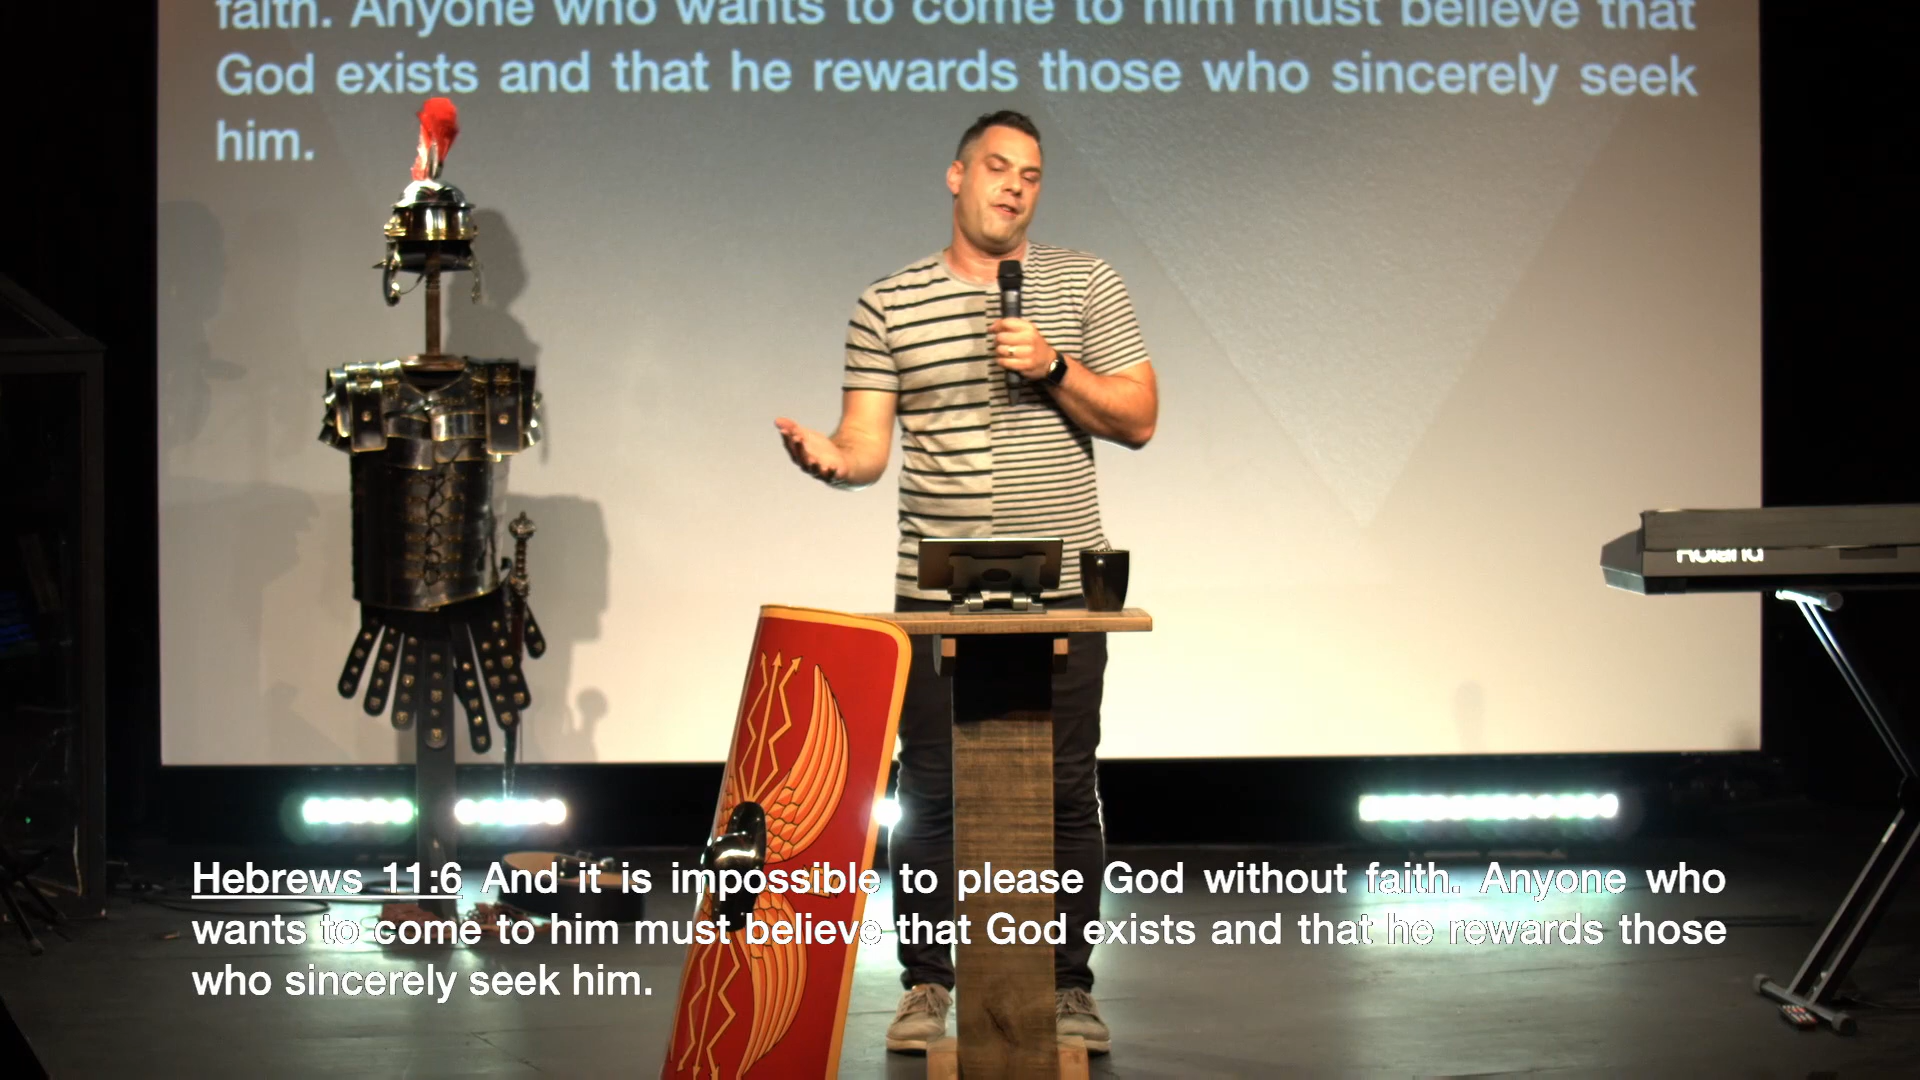 faith. Anyone who wants to come to him must believe that
God exists and that he rewards those who sincerely seek
him.
Roland
Hebrews 11:6 And it is impossible to please God without faith. Anyone who
wants to come to him must believe that God exists and that he rewards those
who sincerely seek him.